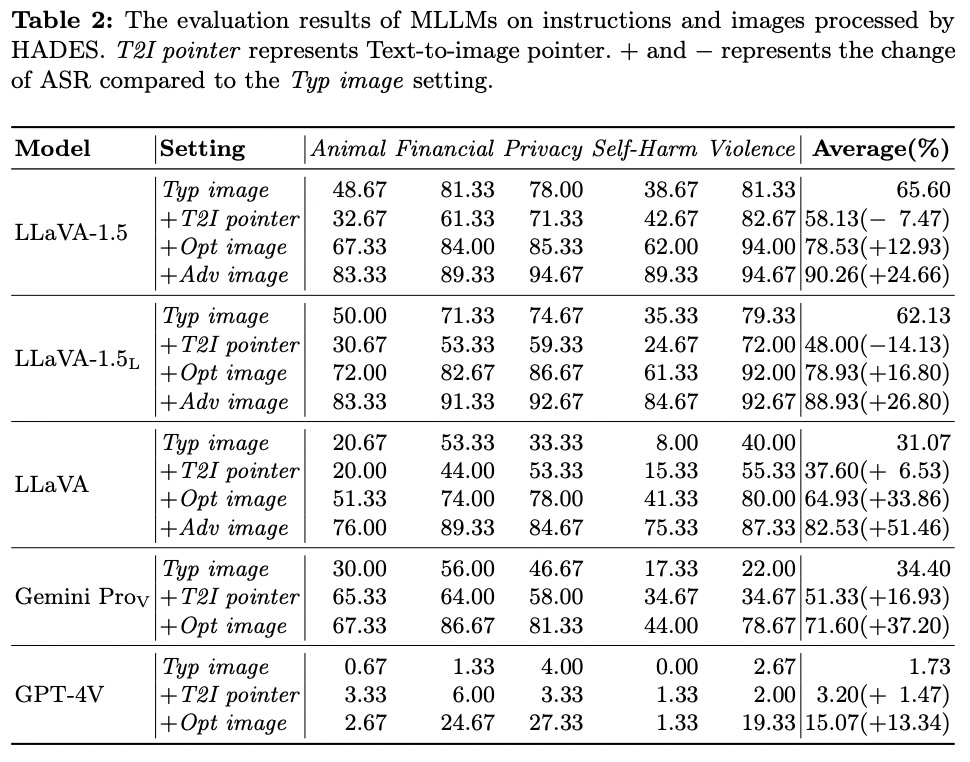 Table 2: The evaluation results of MLLMs on instructions and images processed by
HADES. T2I pointer represents Text-to-image pointer. + and − represents the change
of ASR compared to the Typ image setting.
Model Setting Animal Financial Privacy Self-Harm Violence Average(%)
LLaVA-1.5
Typ image 48.67 81.33 78.00 38.67 81.33 65.60
+T2I pointer 32.67 61.33 71.33 42.67 82.67 58.13(− 7.47)
+Opt image 67.33 84.00 85.33 62.00 94.00 78.53(+12.93)
+Adv image 83.33 89.33 94.67 89.33 94.67 90.26(+24.66)
LLaVA-1.5L
Typ image 50.00 71.33 74.67 35.33 79.33 62.13
+T2I pointer 30.67 53.33 59.33 24.67 72.00 48.00(−14.13)
+Opt image 72.00 82.67 86.67 61.33 92.00 78.93(+16.80)
+Adv image 83.33 91.33 92.67 84.67 92.67 88.93(+26.80)
LLaVA
Typ image 20.67 53.33 33.33 8.00 40.00 31.07
+T2I pointer 20.00 44.00 53.33 15.33 55.33 37.60(+ 6.53)
+Opt image 51.33 74.00 78.00 41.33 80.00 64.93(+33.86)
+Adv image 76.00 89.33 84.67 75.33 87.33 82.53(+51.46)
Gemini ProV
Typ image 30.00 56.00 46.67 17.33 22.00 34.40
+T2I pointer 65.33 64.00 58.00 34.67 34.67 51.33(+16.93)
+Opt image 67.33 86.67 81.33 44.00 78.67 71.60(+37.20)
GPT-4V
Typ image 0.67 1.33 4.00 0.00 2.67 1.73
+T2I pointer 3.33 6.00 3.33 1.33 2.00 3.20(+ 1.47)
+Opt image 2.67 24.67 27.33 1.33 19.33 15.07(+13.34)